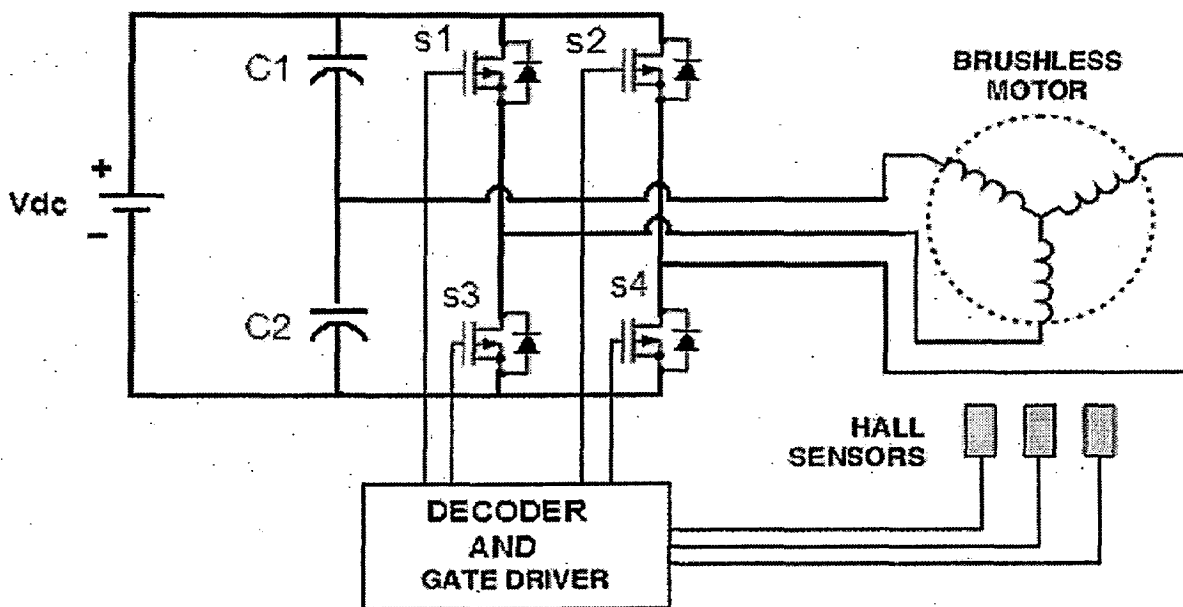 s1
s2
C1
BRUSHLESS
MOTOR
+
Vdc
−
s3
s4
C2
HALL
SENSORS
DECODER
AND
GATE DRIVER